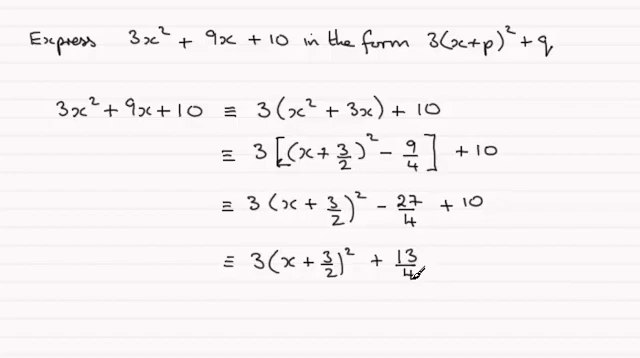 Express 3x² + 9x + 10 in the form 3(x+p)² + q
3x² + 9x + 10 ≡ 3(x² + 3x) + 10
≡ 3[(x + 3/2)² - 9/4] + 10
≡ 3(x + 3/2)² - 27/4 + 10
≡ 3(x + 3/2)² + 13/4